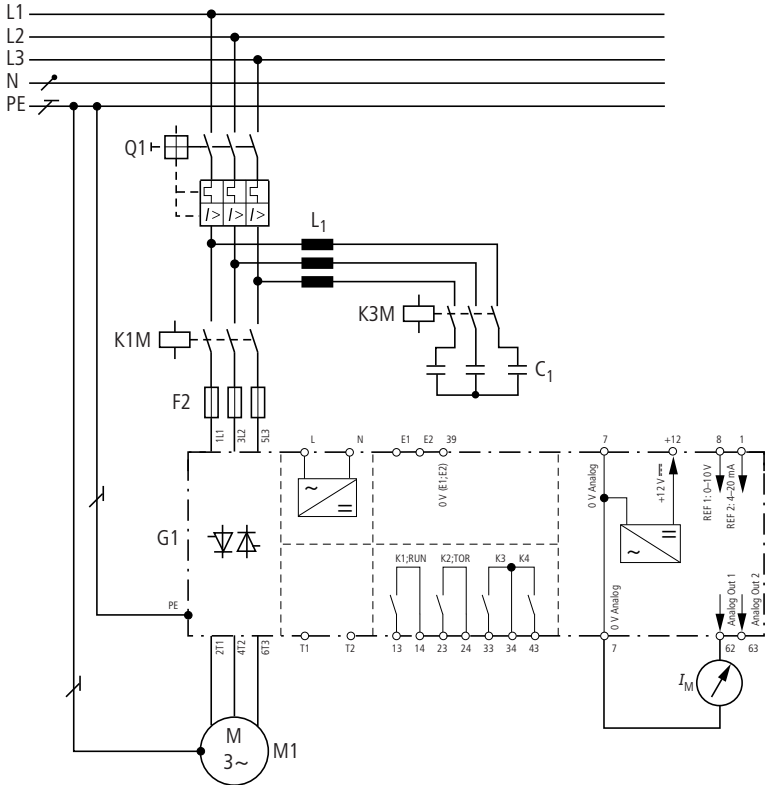 L1
L2
L3
N
PE
Q1
I> I> I>
L1
K3M
K1M
C1
F2
1L1 3L2 5L3
L N E1 E2 39 7 +12 8 1
0 V (E1;E2)
0 V Analog
+12 V
REF 1: 0–10 V
REF 2: 4–20 mA
G1
K1;RUN K2;TOR K3 K4
PE
0 V Analog
Analog Out 1
Analog Out 2
2T1 4T2 6T3
T1 T2 13 14 23 24 33 34 43 7 62 63
IM
M
3~
M1